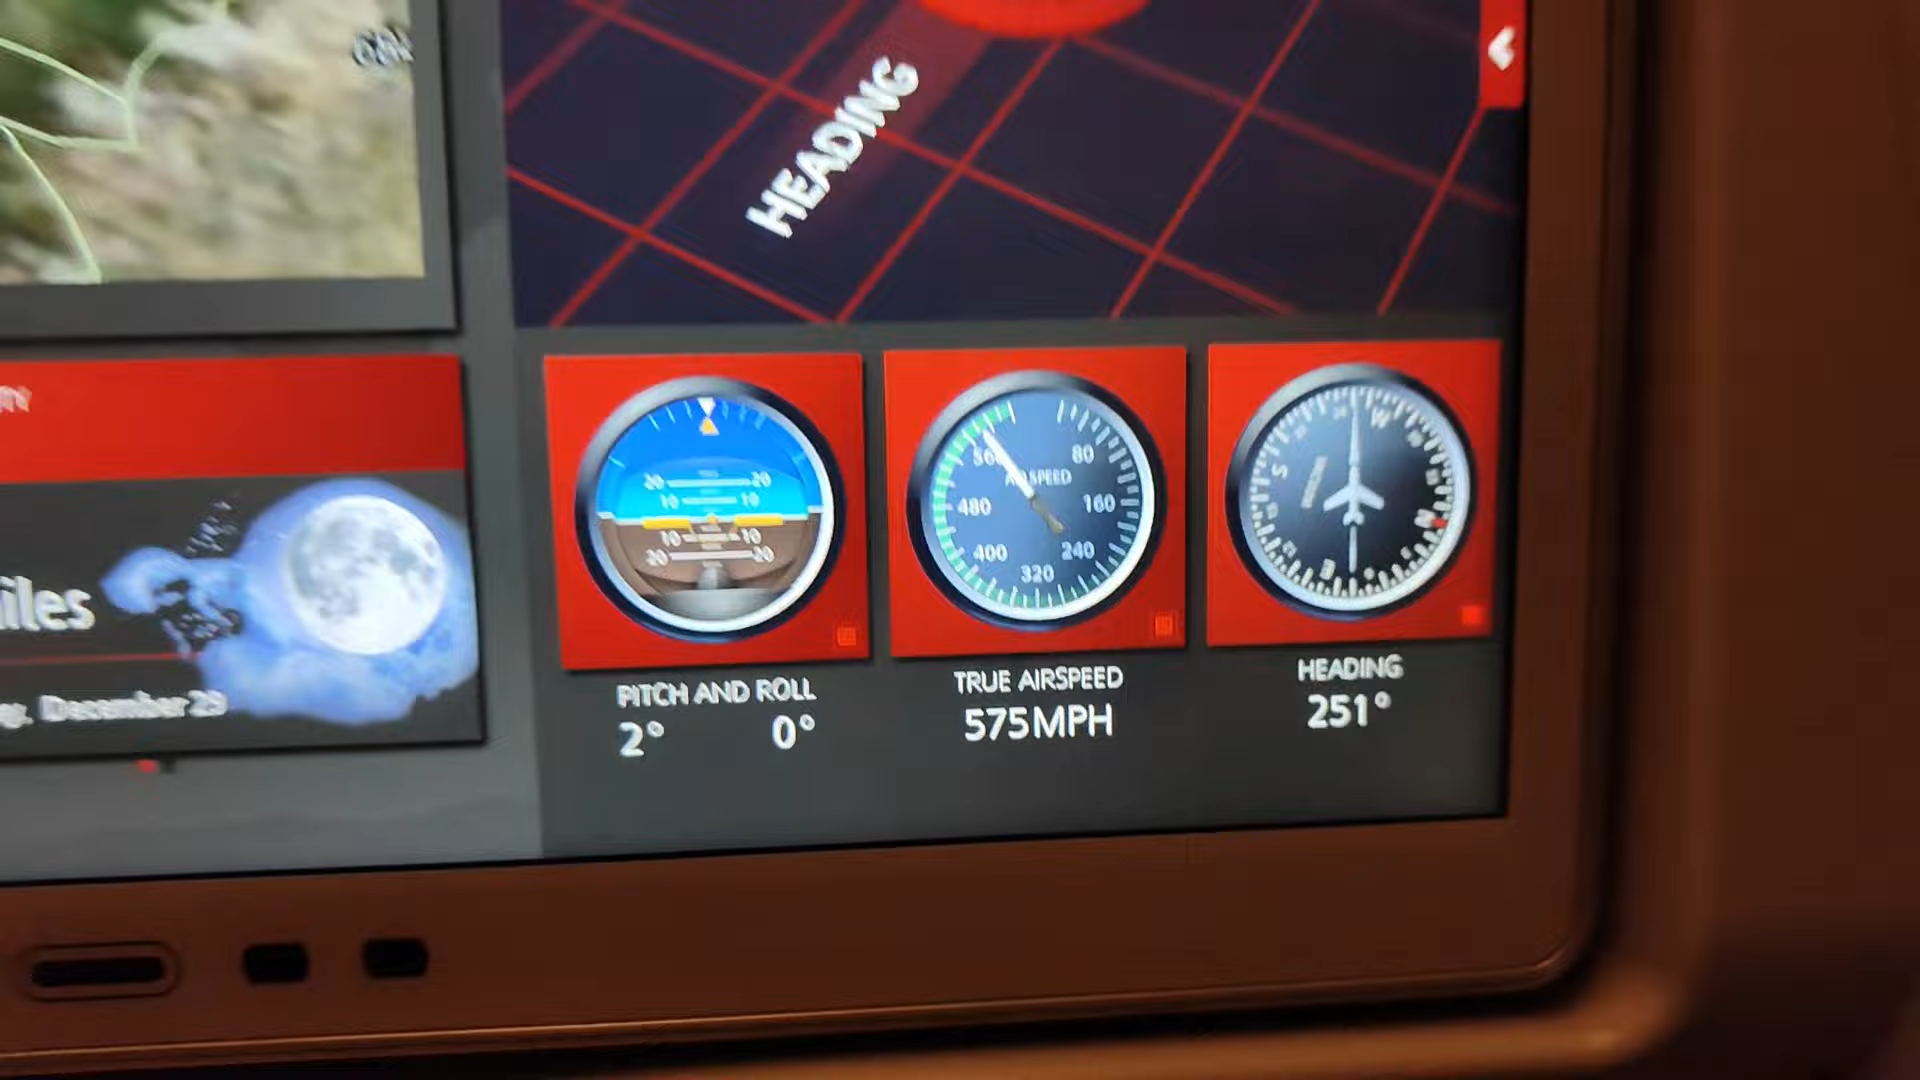 HEADING
20 20
10 10
10 10
20 20
560
80
AIRSPEED
480
160
400
240
320
W
S
N
E
iles
December 29
PITCH AND ROLL
2° 0°
TRUE AIRSPEED
575MPH
HEADING
251°